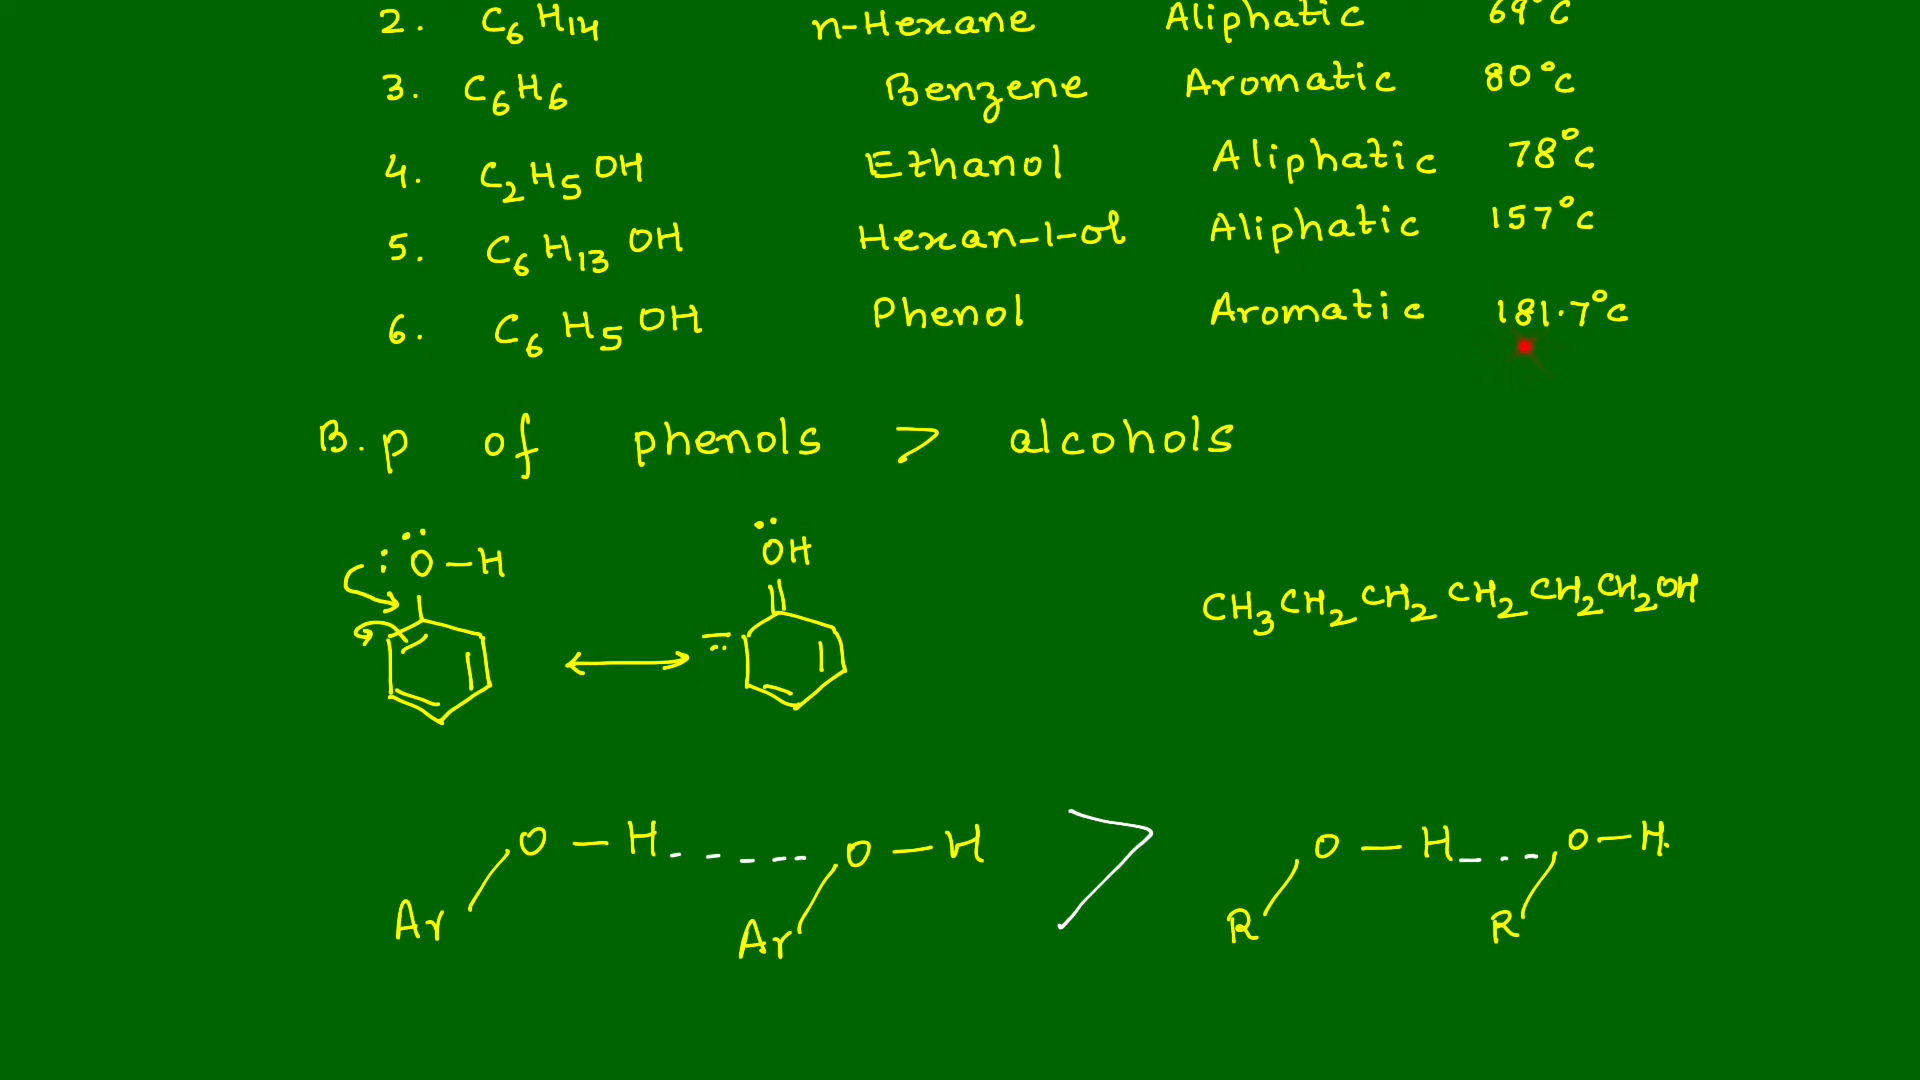 2. C6H14 n-Hexane Aliphatic 69°C
3. C6H6 Benzene Aromatic 80°C
4. C2H5OH Ethanol Aliphatic 78°C
5. C6H13OH Hexan-1-ol Aliphatic 157°C
6. C6H5OH Phenol Aromatic 181.7°C
B.p of phenols > alcohols
:Ö-H ÖH
CH3CH2CH2CH2CH2CH2OH
O-H-----O-H > O-H----O-H
Ar Ar R R